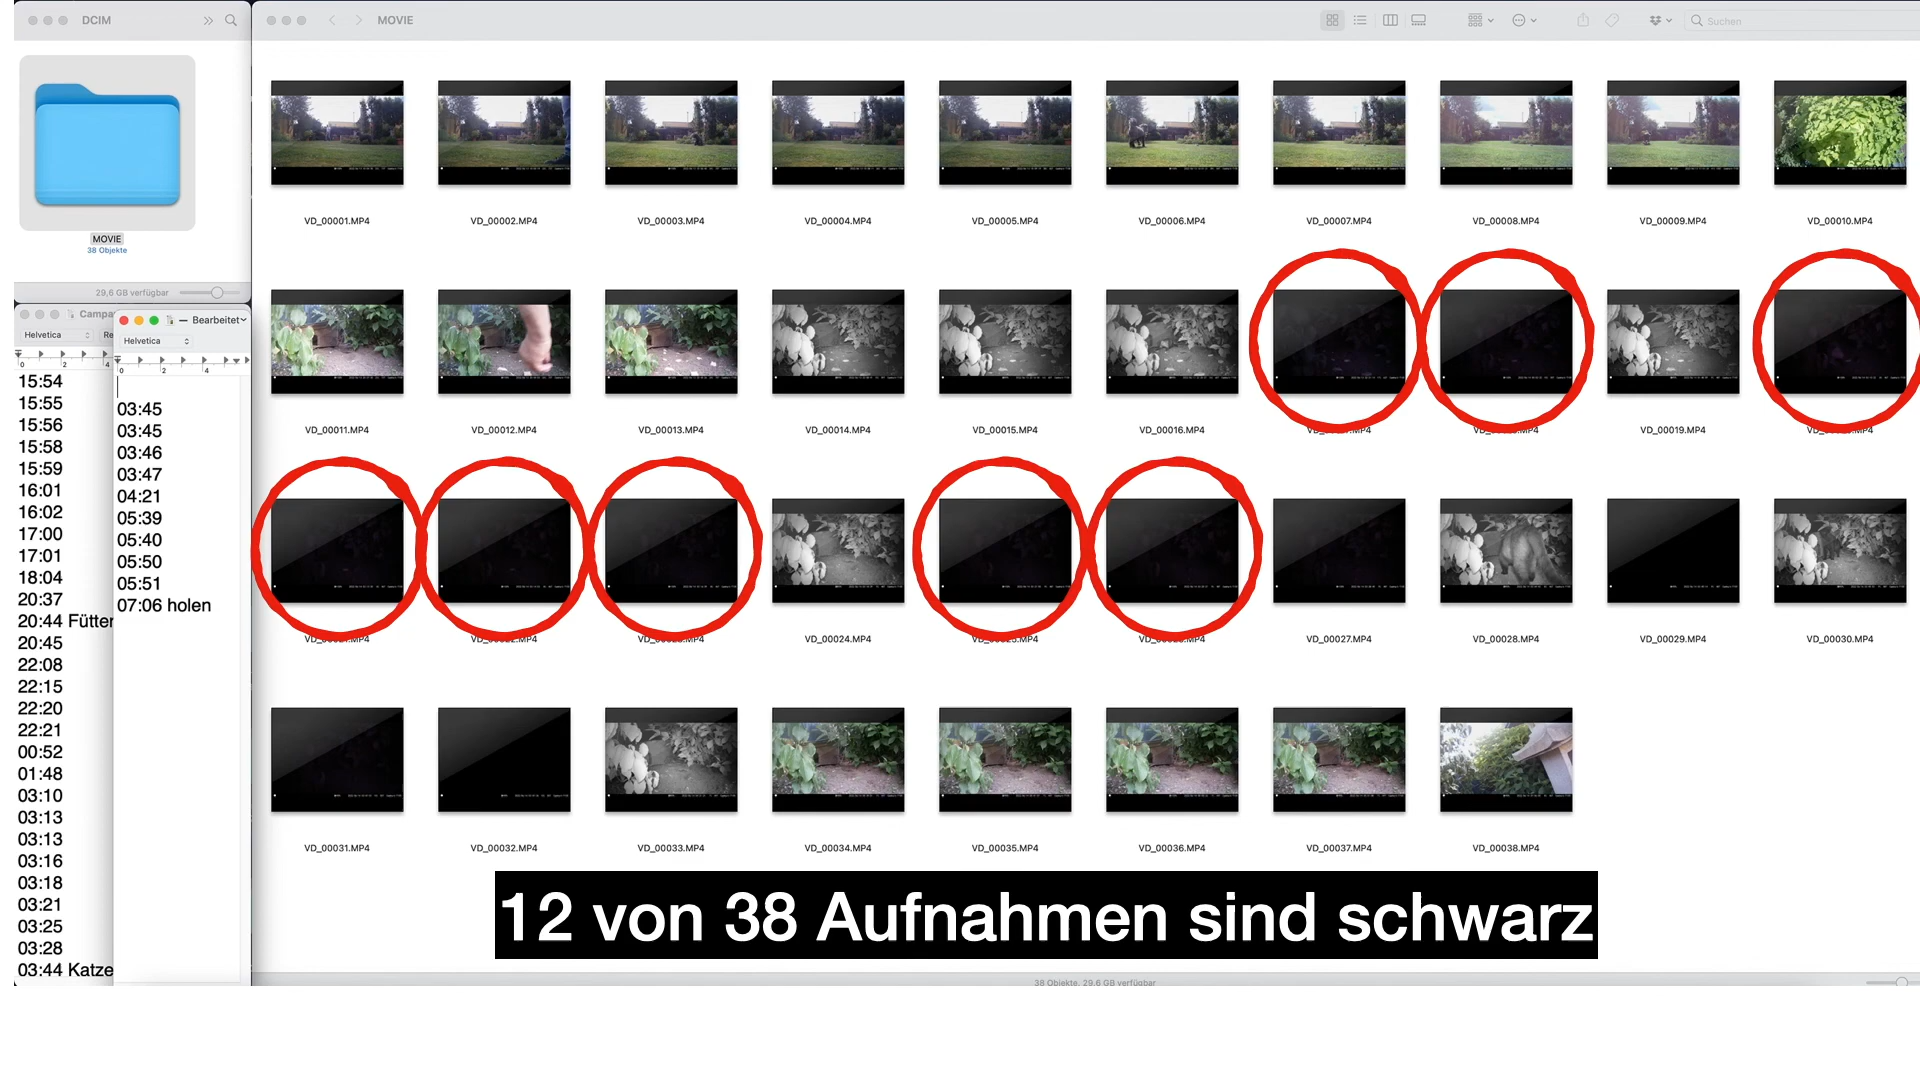 DCIM
MOVIE
Suchen
MOVIE
38 Objekte
29,6 GB verfügbar
VD_00001.MP4
VD_00002.MP4
VD_00003.MP4
VD_00004.MP4
VD_00005.MP4
VD_00006.MP4
VD_00007.MP4
VD_00008.MP4
VD_00009.MP4
VD_00010.MP4
VD_00011.MP4
VD_00012.MP4
VD_00013.MP4
VD_00014.MP4
VD_00015.MP4
VD_00016.MP4
VD_00019.MP4
VD_00024.MP4
VD_00027.MP4
VD_00028.MP4
VD_00029.MP4
VD_00030.MP4
VD_00031.MP4
VD_00032.MP4
VD_00033.MP4
VD_00034.MP4
VD_00035.MP4
VD_00036.MP4
VD_00037.MP4
VD_00038.MP4
Helvetica
0 2 4
15:54
15:55
15:56
15:58
15:59
16:01
16:02
17:00
17:01
18:04
20:37
20:44 Fütter
20:45
22:08
22:15
22:20
22:21
00:52
01:48
03:10
03:13
03:13
03:16
03:18
03:21
03:25
03:28
03:44 Katze
— Bearbeitet
Helvetica
0 2 4
03:45
03:45
03:46
03:47
04:21
05:39
05:40
05:50
05:51
07:06 holen
12 von 38 Aufnahmen sind schwarz
38 Objekte, 29,6 GB verfügbar